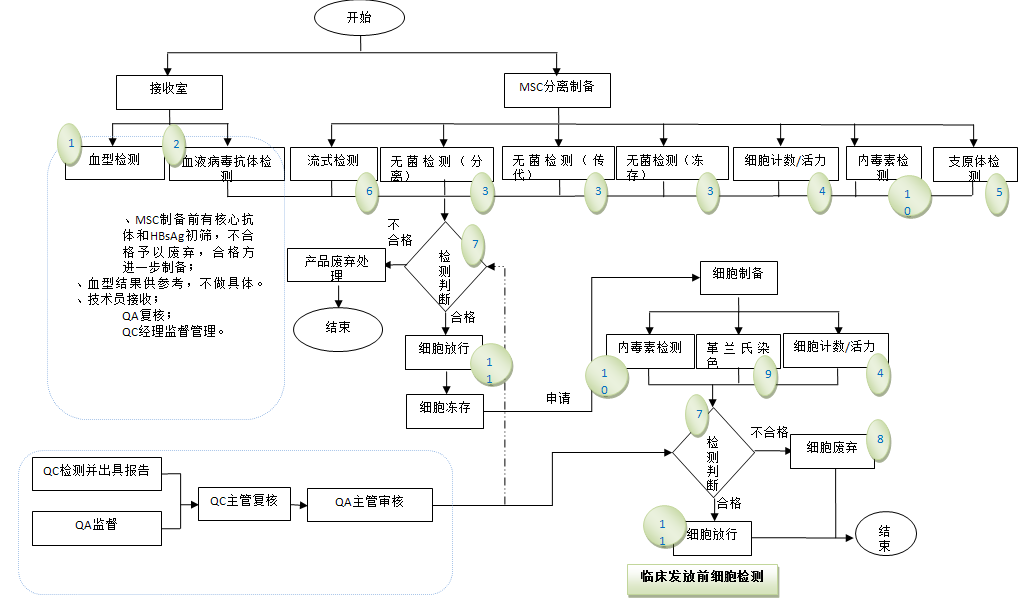 开始
接收室
MSC分离制备
1
2
血型检测
血液病毒抗体检
测
流式检测
6
无菌检测（分
离）
3
无菌检测（传
代）
3
无菌检测（冻
存）
3
细胞计数/活力
4
内毒素检
测
1
0
支原体检
测
5
、MSC制备前有核心抗
体和HBsAg初筛，不合
格予以废弃，合格方
进一步制备；
、血型结果供参考，不做具体。
、技术员接收；
QA复核；
QC经理监督管理。
不
合格
7
检
测
判
断
产品废弃处
理
结束
合格
细胞放行
1
1
细胞冻存
申请
细胞制备
内毒素检测
1
0
革兰氏染
色
9
细胞计数/活力
4
7
检
测
判
断
不合格
细胞废弃
8
合格
细胞放行
1
1
结
束
QC检测并出具报告
QA监督
QC主管复核
QA主管审核
临床发放前细胞检测